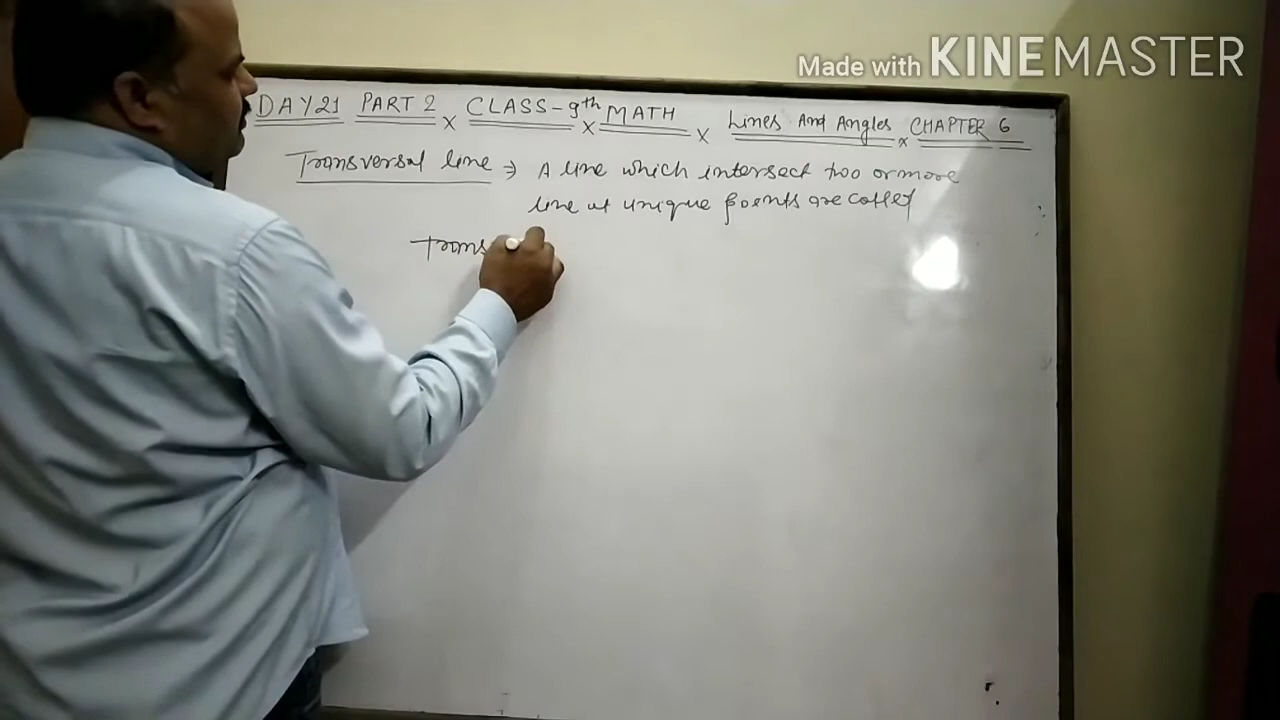 Made with KINEMASTER
DAY 21 PART 2 x CLASS-9th x MATH x Lines And Angles x CHAPTER 6
Transversal line ⇒ A line which intersect two or more
line at unique points are called
Trans